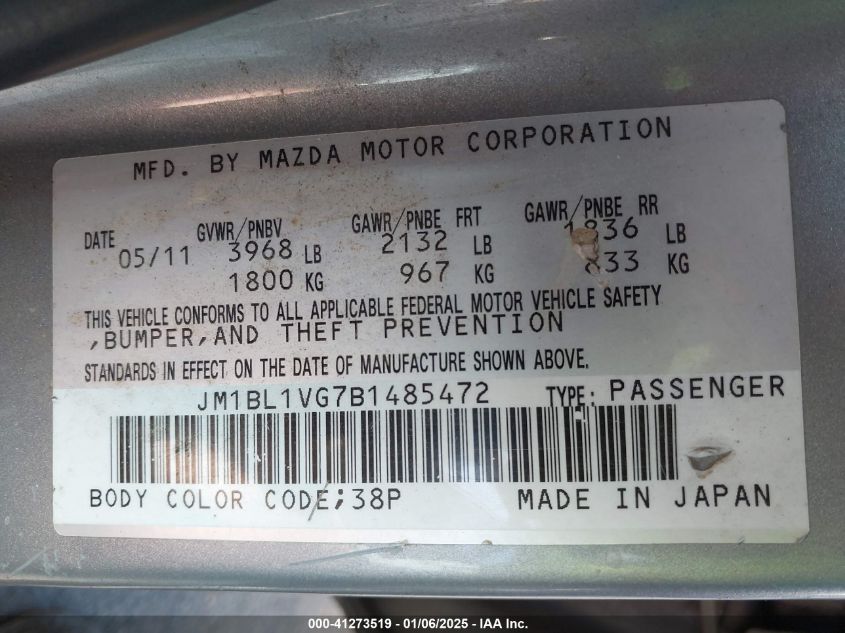 MFD. BY MAZDA MOTOR CORPORATION
DATE GVWR/PNBV GAWR/PNBE FRT GAWR/PNBE RR
05/11 3968 LB 2132 LB 1836 LB
1800 KG 967 KG 833 KG
THIS VEHICLE CONFORMS TO ALL APPLICABLE FEDERAL MOTOR VEHICLE SAFETY
,BUMPER,AND THEFT PREVENTION
STANDARDS IN EFFECT ON THE DATE OF MANUFACTURE SHOWN ABOVE.
JM1BL1VG7B1485472 TYPE: PASSENGER
BODY COLOR CODE;38P MADE IN JAPAN
000-41273519 - 01/06/2025 - IAA Inc.